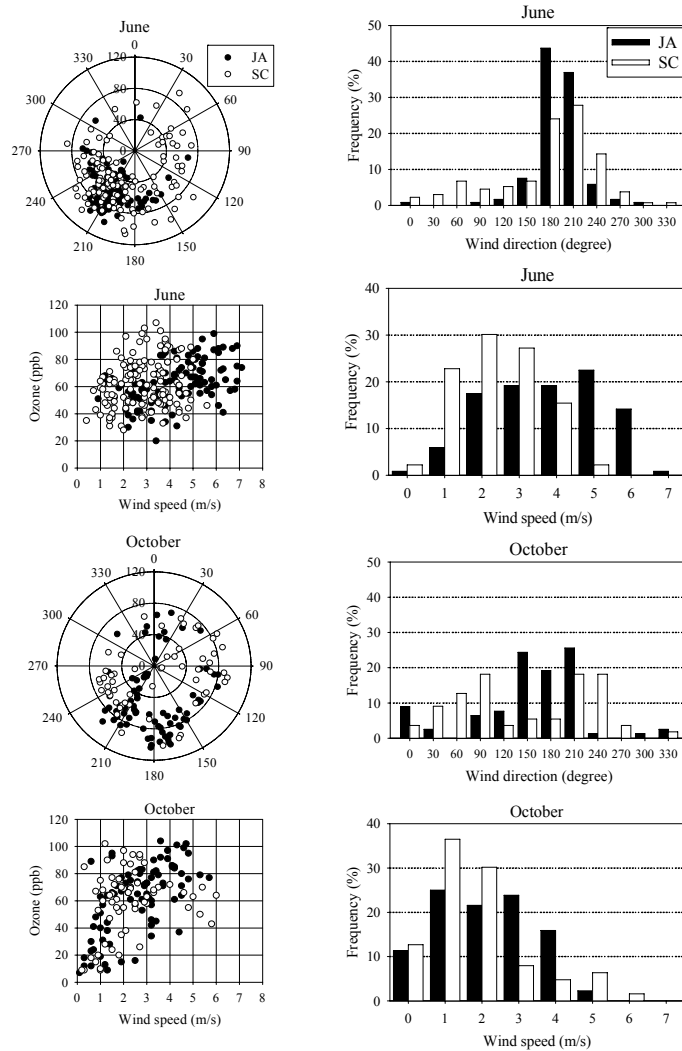 June
0
30
60
90
120
150
180
210
240
270
300
330
120
80
40
0
JA
SC
June
Frequency (%)
50
40
30
20
10
0
JA
SC
0 30 60 90 120 150 180 210 240 270 300 330
Wind direction (degree)
June
Ozone (ppb)
120
100
80
60
40
20
0
0 1 2 3 4 5 6 7 8
Wind speed (m/s)
June
Frequency (%)
40
30
20
10
0
0 1 2 3 4 5 6 7
Wind speed (m/s)
October
0
30
60
90
120
150
180
210
240
270
300
330
120
80
40
0
October
Frequency (%)
50
40
30
20
10
0
0 30 60 90 120 150 180 210 240 270 300 330
Wind direction (degree)
October
Ozone (ppb)
120
100
80
60
40
20
0
0 1 2 3 4 5 6 7 8
Wind speed (m/s)
October
Frequency (%)
40
30
20
10
0
0 1 2 3 4 5 6 7
Wind speed (m/s)